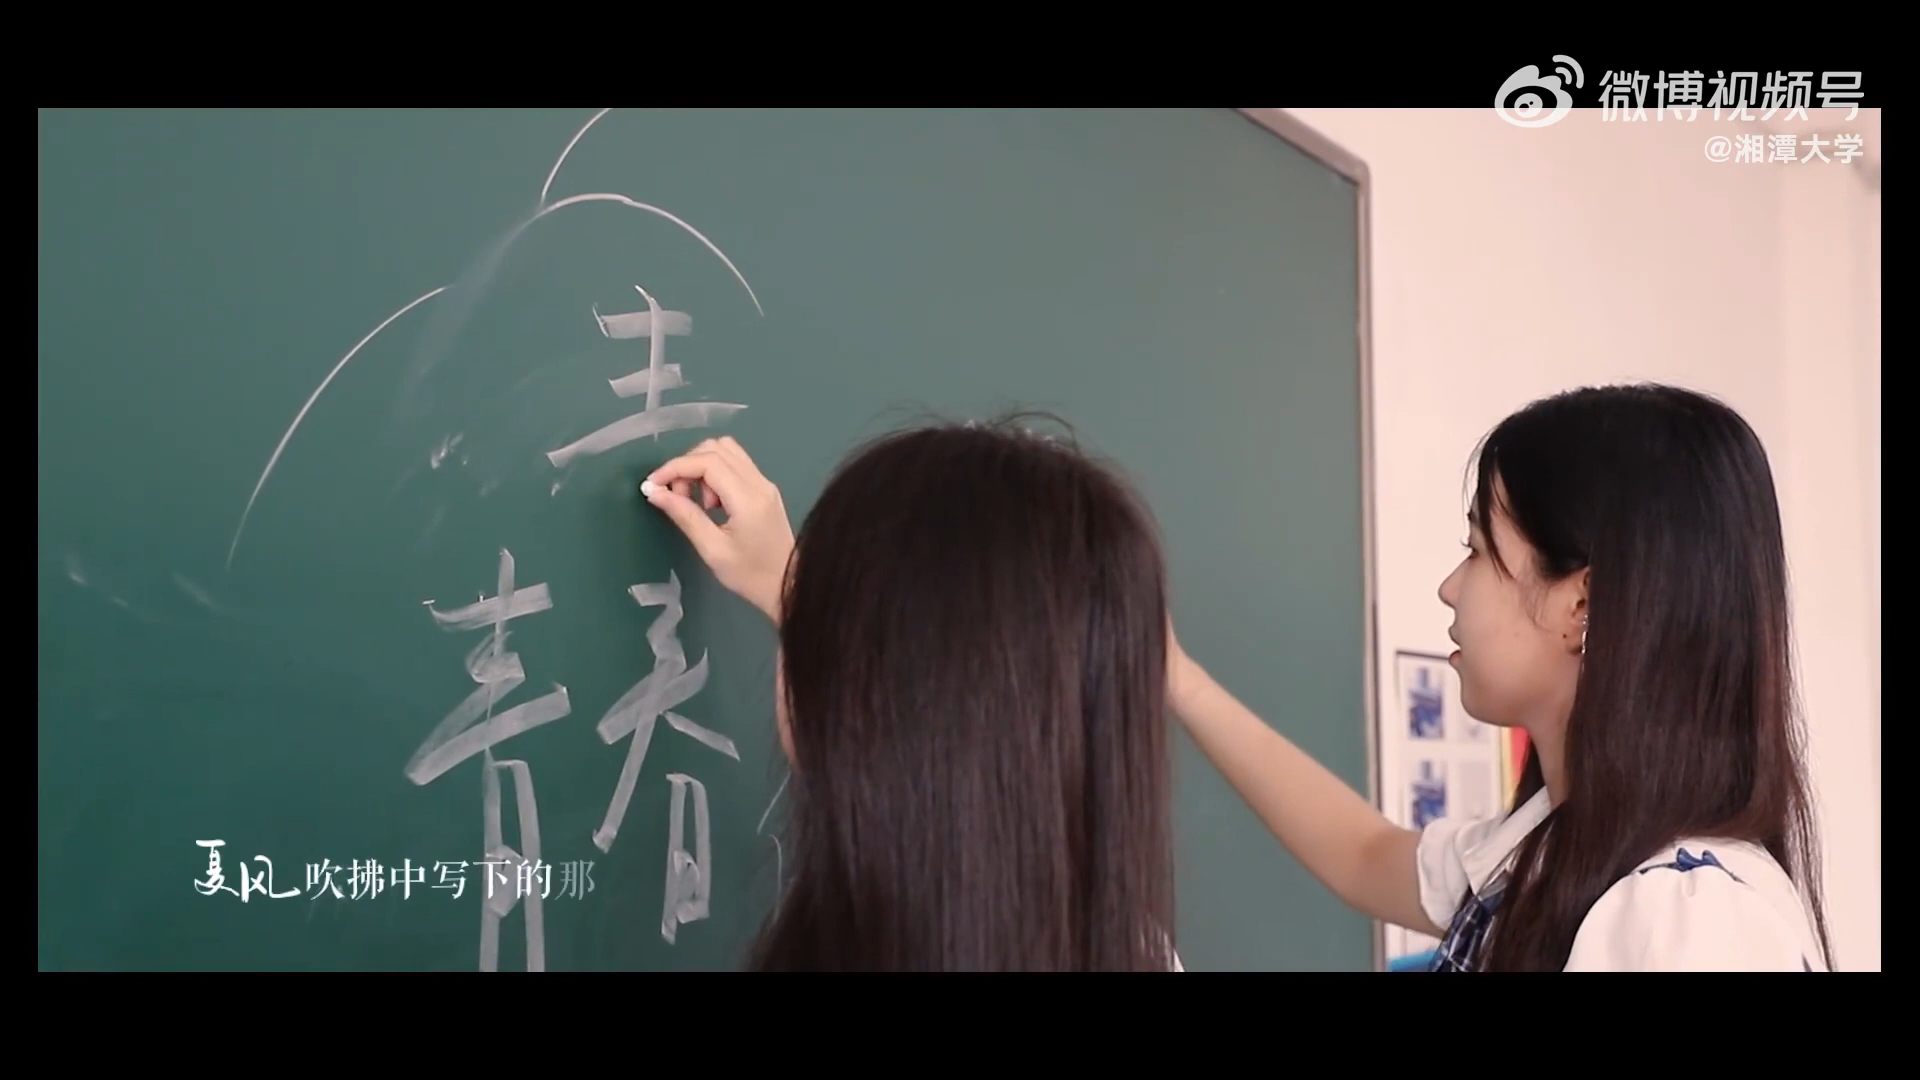 微博视频号
@湘潭大学
青春
夏风吹拂中写下的那